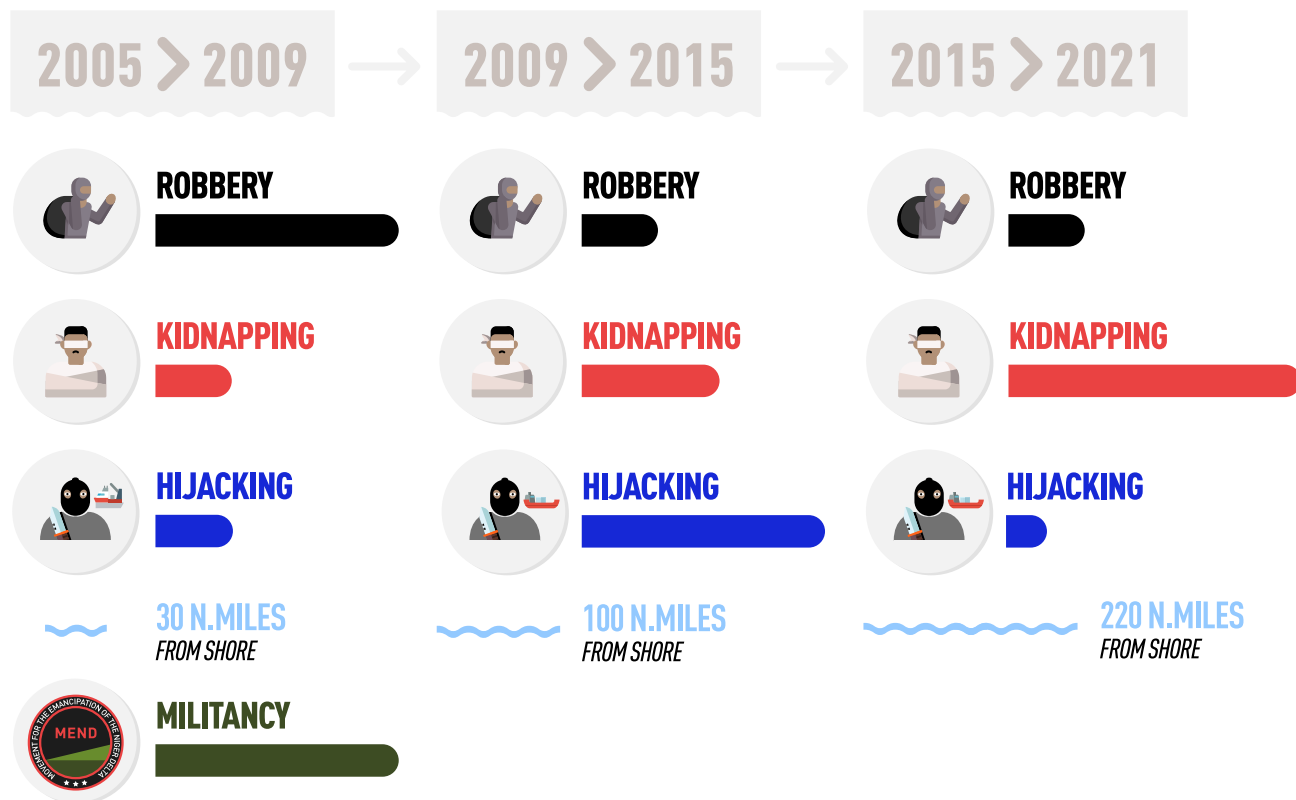 2005 > 2009
2009 > 2015
2015 > 2021
ROBBERY
ROBBERY
ROBBERY
KIDNAPPING
KIDNAPPING
KIDNAPPING
HIJACKING
HIJACKING
HIJACKING
30 N.MILES
FROM SHORE
100 N.MILES
FROM SHORE
220 N.MILES
FROM SHORE
MILITANCY
MOVEMENT FOR THE EMANCIPATION OF THE NIGER DELTA
MEND